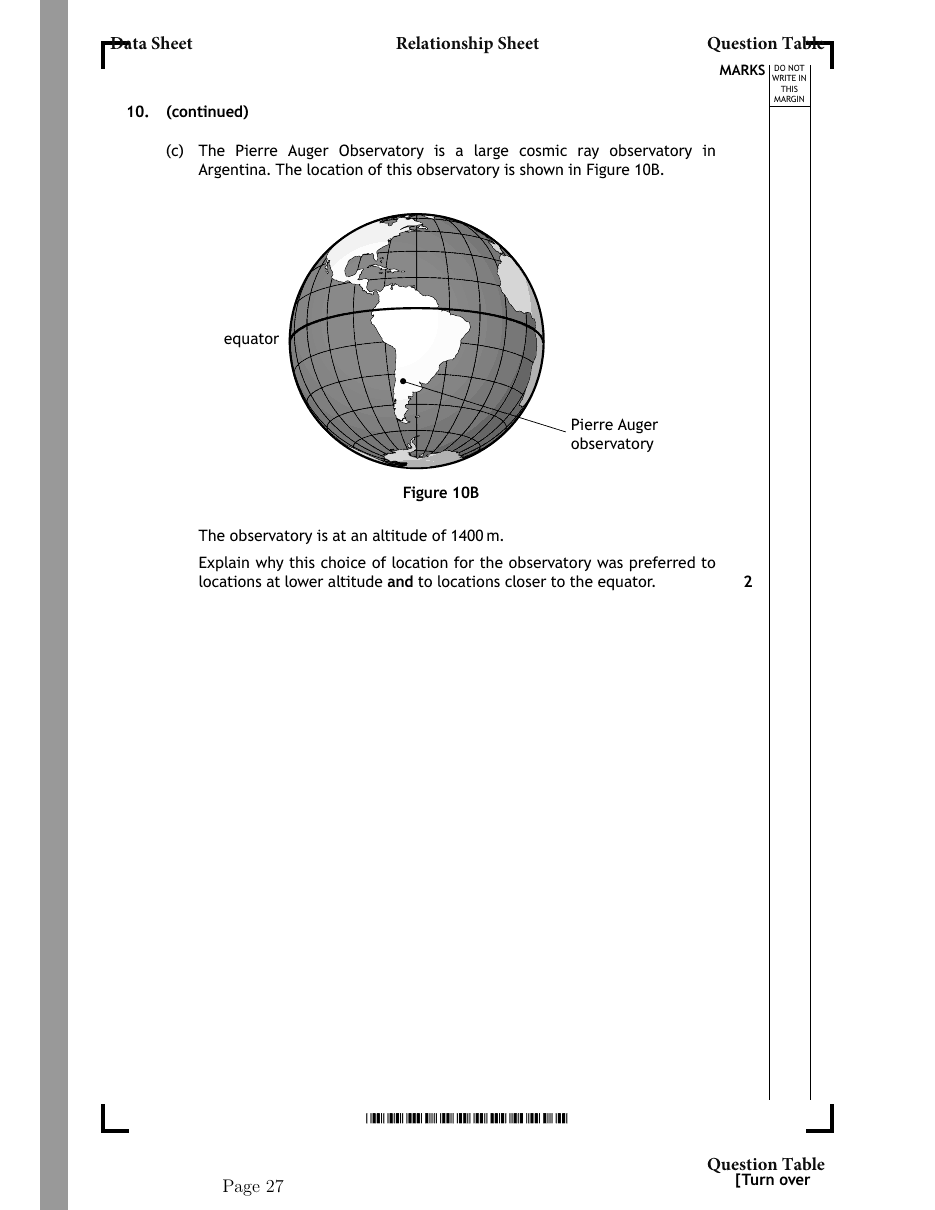 Data Sheet Relationship Sheet Question Table
MARKS
DO NOT
WRITE IN
THIS
MARGIN
10. (continued)
(c) The Pierre Auger Observatory is a large cosmic ray observatory in
Argentina. The location of this observatory is shown in Figure 10B.
equator
Pierre Auger
observatory
Figure 10B
The observatory is at an altitude of 1400 m.
Explain why this choice of location for the observatory was preferred to
locations at lower altitude and to locations closer to the equator. 2
Question Table
[Turn over
Page 27